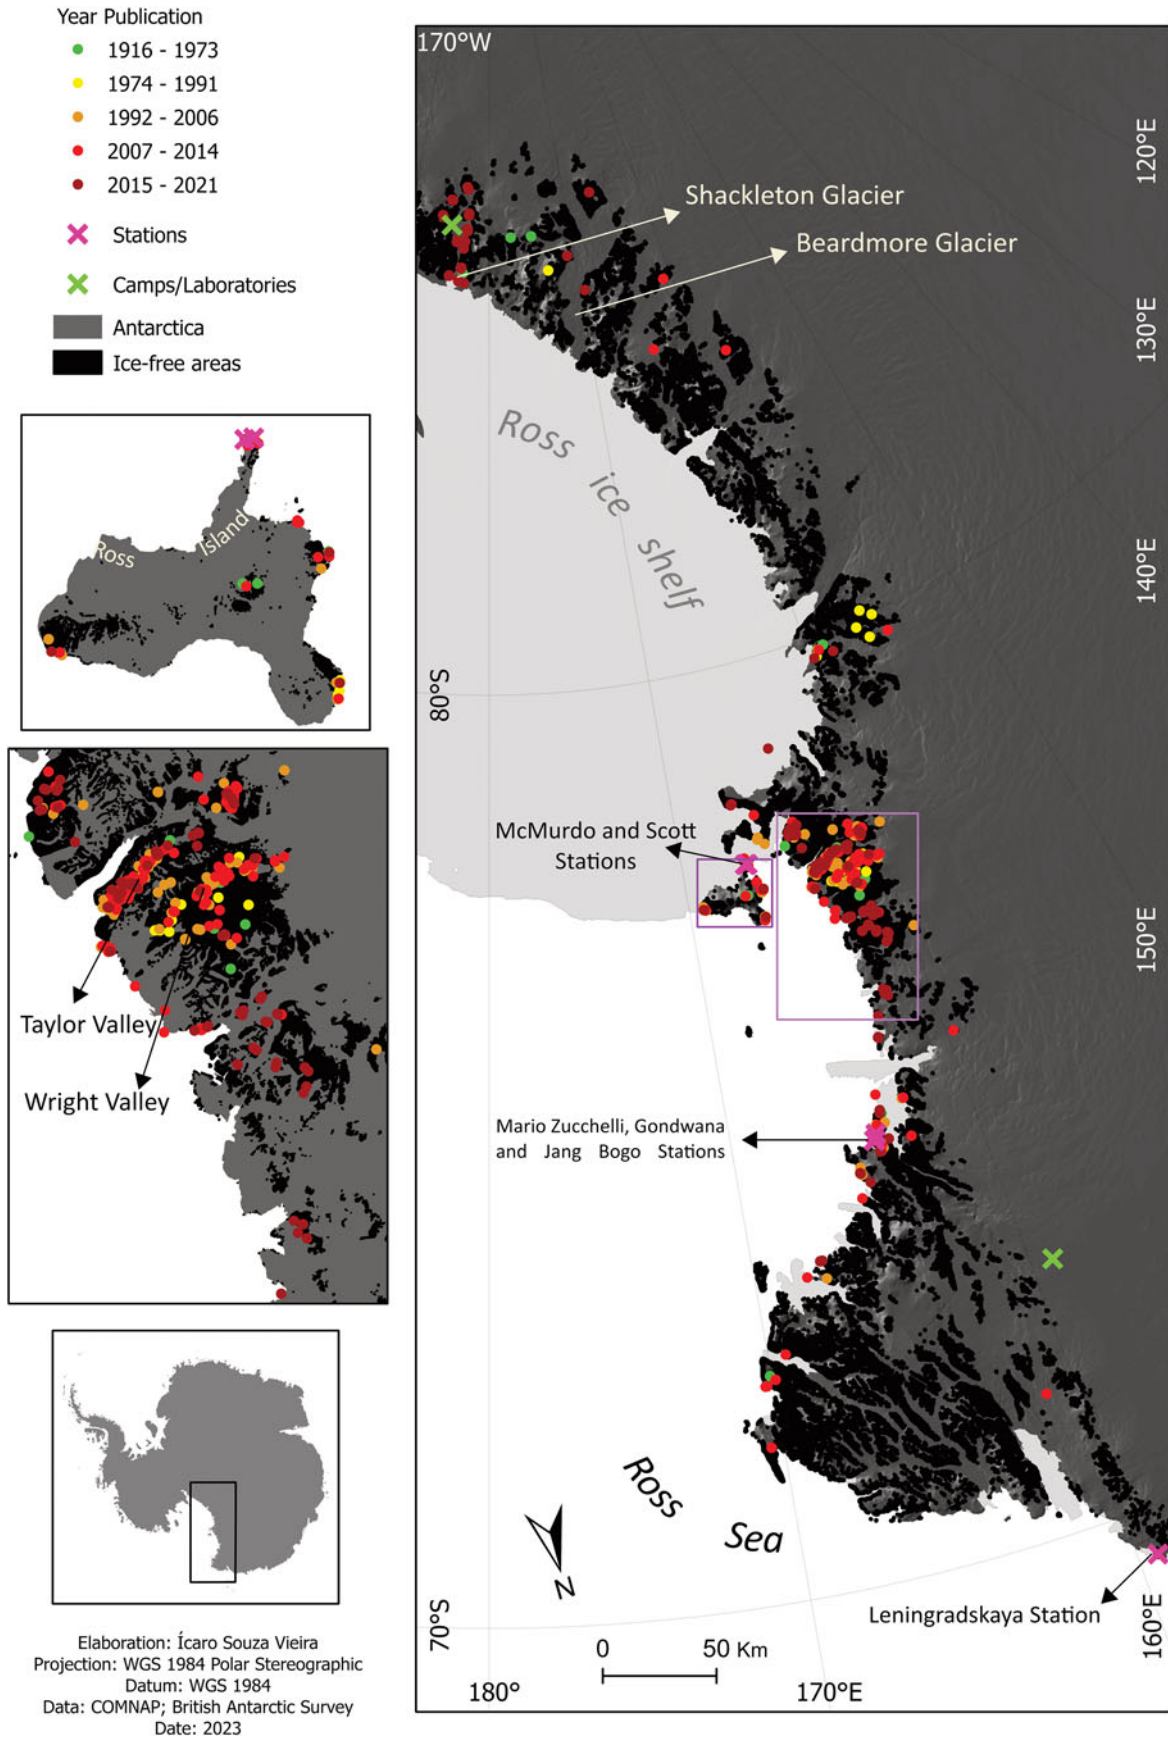 Year Publication
1916 - 1973
1974 - 1991
1992 - 2006
2007 - 2014
2015 - 2021
Stations
Camps/Laboratories
Antarctica
Ice-free areas
Ross Island
Taylor Valley
Wright Valley
Elaboration: Ícaro Souza Vieira
Projection: WGS 1984 Polar Stereographic
Datum: WGS 1984
Data: COMNAP; British Antarctic Survey
Date: 2023
170°W
120°E
Shackleton Glacier
Beardmore Glacier
130°E
Ross ice shelf
140°E
80°S
McMurdo and Scott
Stations
150°E
Mario Zucchelli, Gondwana
and Jang Bogo Stations
Ross
Sea
N
Leningradskaya Station
160°E
70°S
0 50 Km
180°
170°E